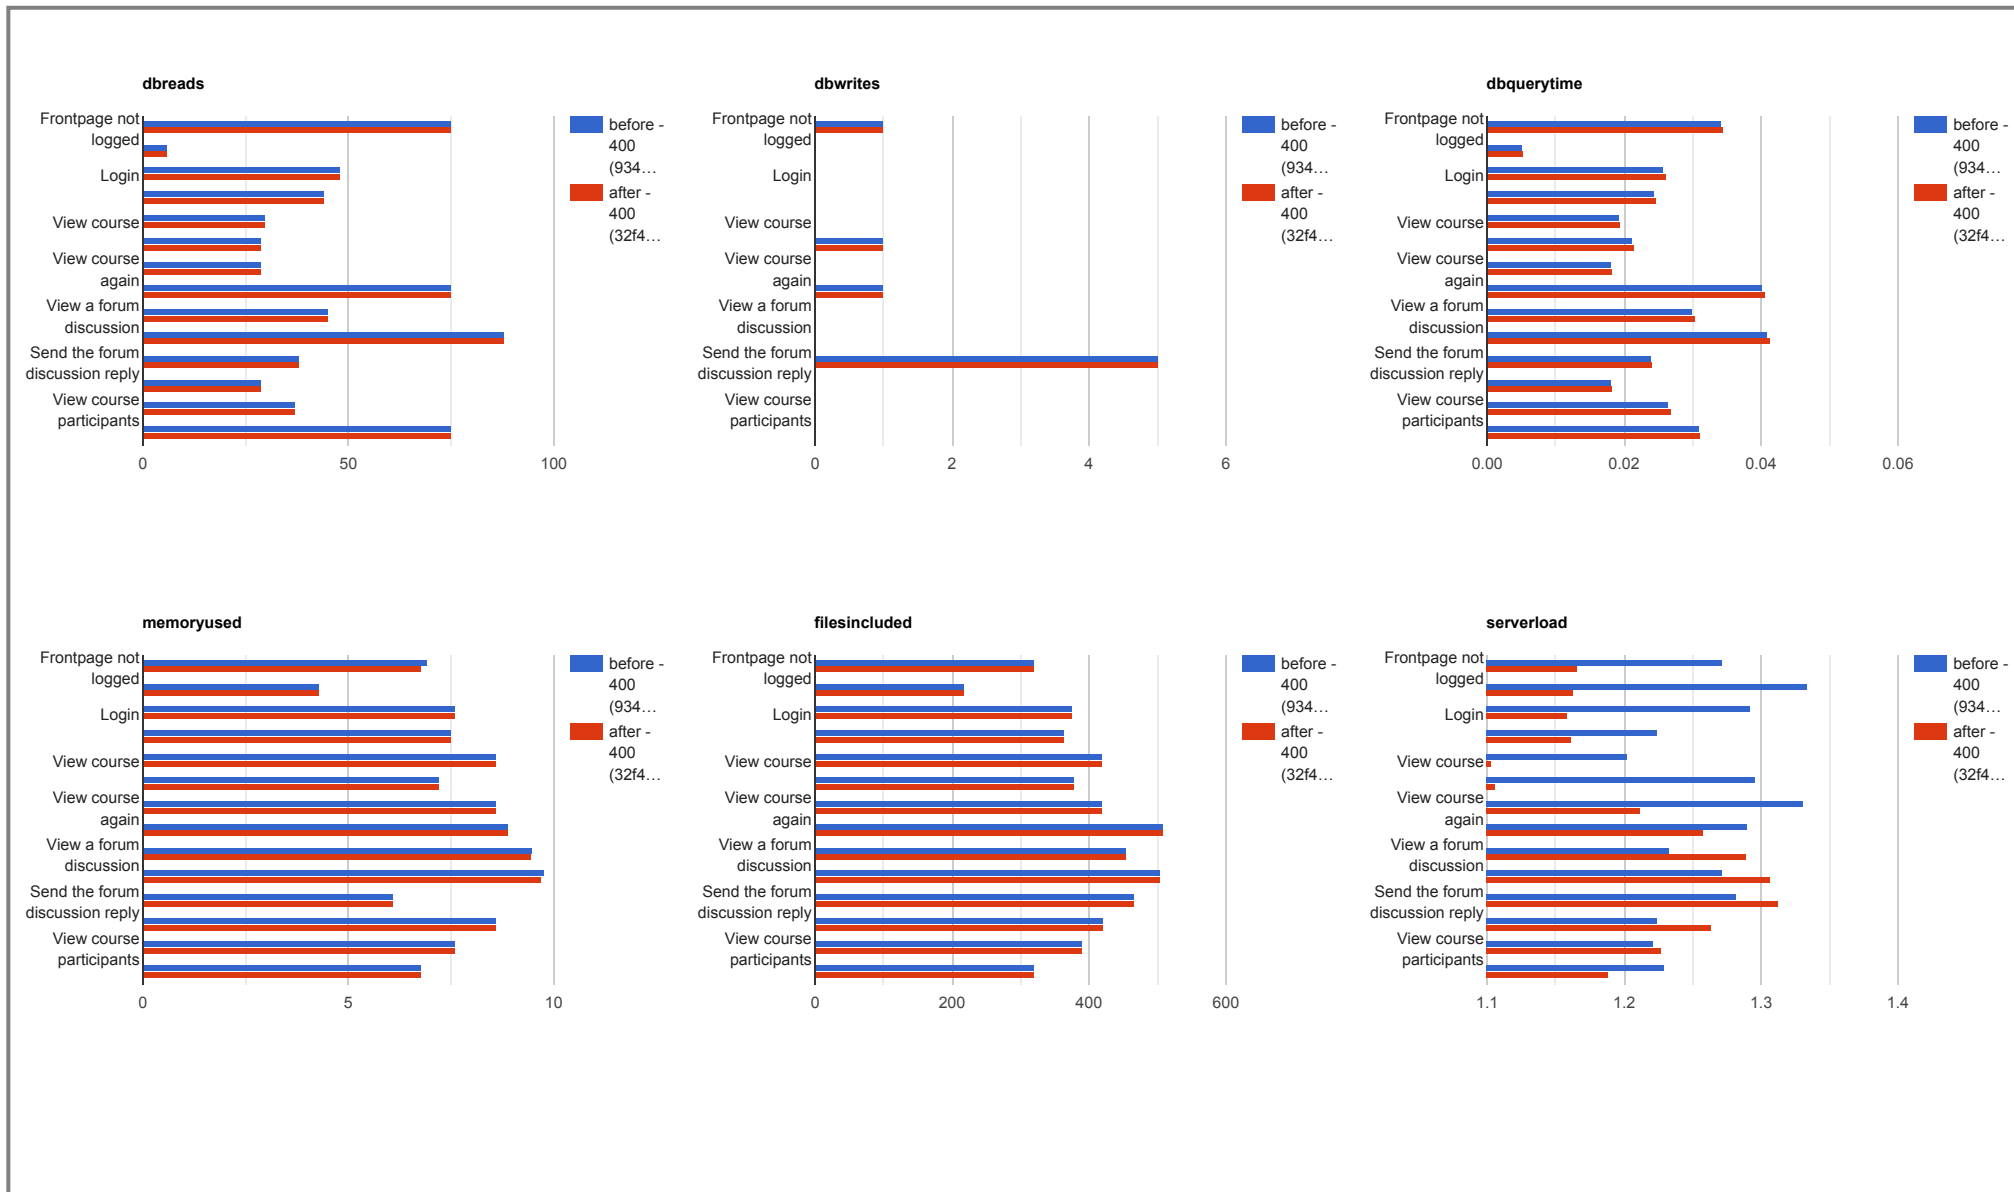 dbreads
Frontpage not
logged
Login
View course
View course
again
View a forum
discussion
Send the forum
discussion reply
View course
participants
0
50
100
before -
400
(934…
after -
400
(32f4…
dbwrites
Frontpage not
logged
Login
View course
View course
again
View a forum
discussion
Send the forum
discussion reply
View course
participants
0
2
4
6
before -
400
(934…
after -
400
(32f4…
dbquerytime
Frontpage not
logged
Login
View course
View course
again
View a forum
discussion
Send the forum
discussion reply
View course
participants
0.00
0.02
0.04
0.06
before -
400
(934…
after -
400
(32f4…
memoryused
Frontpage not
logged
Login
View course
View course
again
View a forum
discussion
Send the forum
discussion reply
View course
participants
0
5
10
before -
400
(934…
after -
400
(32f4…
filesincluded
Frontpage not
logged
Login
View course
View course
again
View a forum
discussion
Send the forum
discussion reply
View course
participants
0
200
400
600
before -
400
(934…
after -
400
(32f4…
serverload
Frontpage not
logged
Login
View course
View course
again
View a forum
discussion
Send the forum
discussion reply
View course
participants
1.1
1.2
1.3
1.4
before -
400
(934…
after -
400
(32f4…